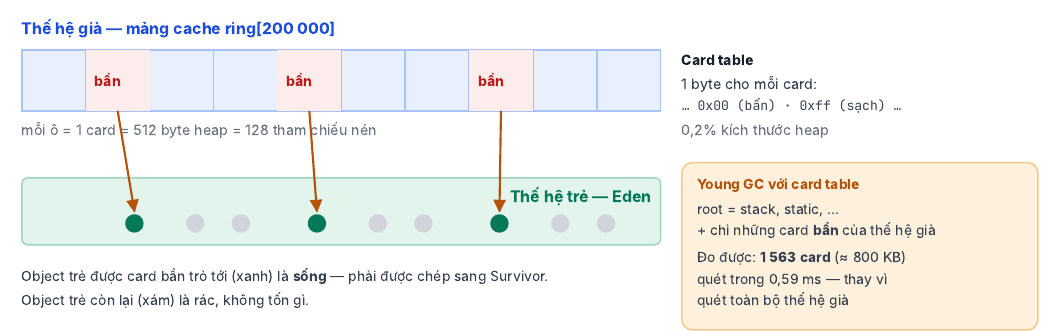 Thế hệ già — mảng cache ring[200 000]
bẩn
bẩn
bẩn
mỗi ô = 1 card = 512 byte heap = 128 tham chiếu nén
Thế hệ trẻ — Eden
Object trẻ được card bẩn trỏ tới (xanh) là sống — phải được chép sang Survivor.
Object trẻ còn lại (xám) là rác, không tốn gì.
Card table
1 byte cho mỗi card:
… 0x00 (bẩn) · 0xff (sạch) …
0,2% kích thước heap
Young GC với card table
root = stack, static, …
+ chỉ những card bẩn của thế hệ già
Đo được: 1 563 card (≈ 800 KB)
quét trong 0,59 ms — thay vì
quét toàn bộ thế hệ già